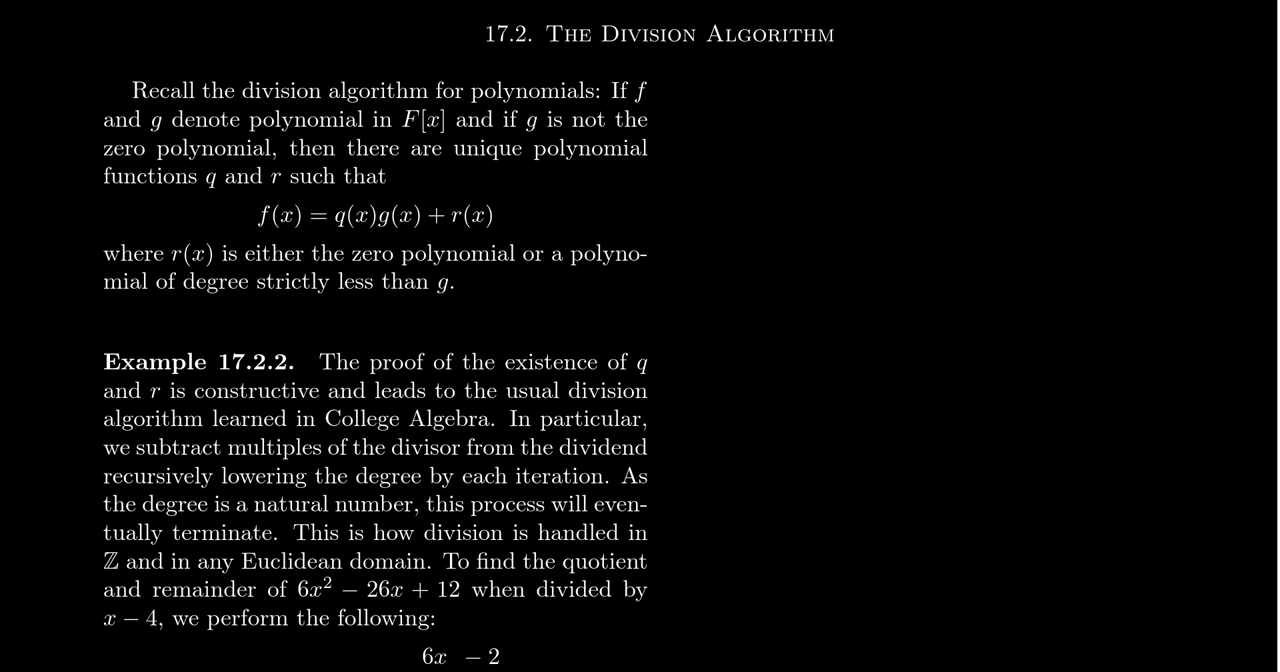 17.2. The Division Algorithm
Recall the division algorithm for polynomials: If f
and g denote polynomial in F[x] and if g is not the
zero polynomial, then there are unique polynomial
functions q and r such that
f(x) = q(x)g(x) + r(x)
where r(x) is either the zero polynomial or a polyno-
mial of degree strictly less than g.
Example 17.2.2. The proof of the existence of q
and r is constructive and leads to the usual division
algorithm learned in College Algebra. In particular,
we subtract multiples of the divisor from the dividend
recursively lowering the degree by each iteration. As
the degree is a natural number, this process will even-
tually terminate. This is how division is handled in
ℤ and in any Euclidean domain. To find the quotient
and remainder of 6x² − 26x + 12 when divided by
x − 4, we perform the following:
6x − 2